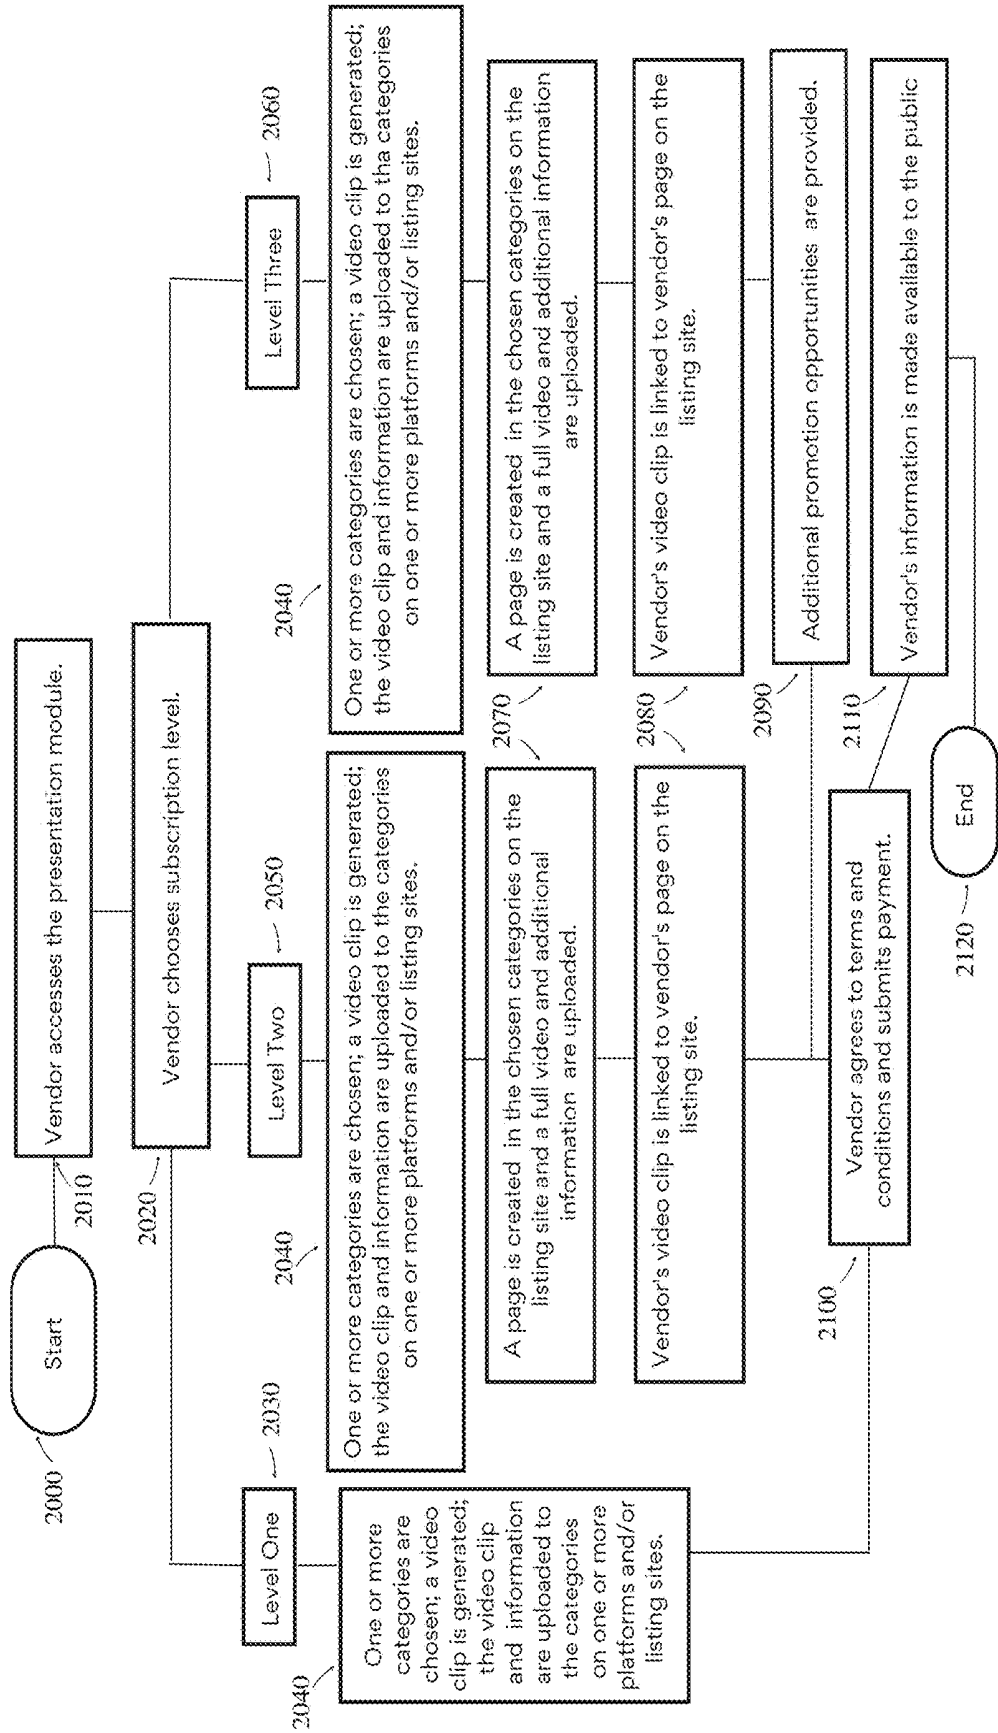 Start
2000
Vendor accesses the presentation module.
2010
Vendor chooses subscription level.
2020
Level One
2030
Level Two
2050
Level Three
2060
2040
One or more
categories are
chosen; a video
clip is generated;
the video clip
and information
are uploaded to
the categories
on one or more
platforms and/or
listing sites.
2040
One or more categories are chosen; a video clip is generated;
the video clip and information are uploaded to the categories
on one or more platforms and/or listing sites.
2040
One or more categories are chosen; a video clip is generated;
the video clip and information are uploaded to tha categories
on one or more platforms and/or listing sites.
A page is created in the chosen categories on the
listing site and a full video and additional
information are uploaded.
2070
A page is created in the chosen categories on the
listing site and a full video and additional information
are uploaded.
Vendor's video clip is linked to vendor's page on the
listing site.
2080
Vendor's video clip is linked to vendor's page on the
listing site.
2090
Additional promotion opportunities are provided.
2100
Vendor agrees to terms and
conditions and submits payment.
2110
Vendor's information is made available to the public
2120
End